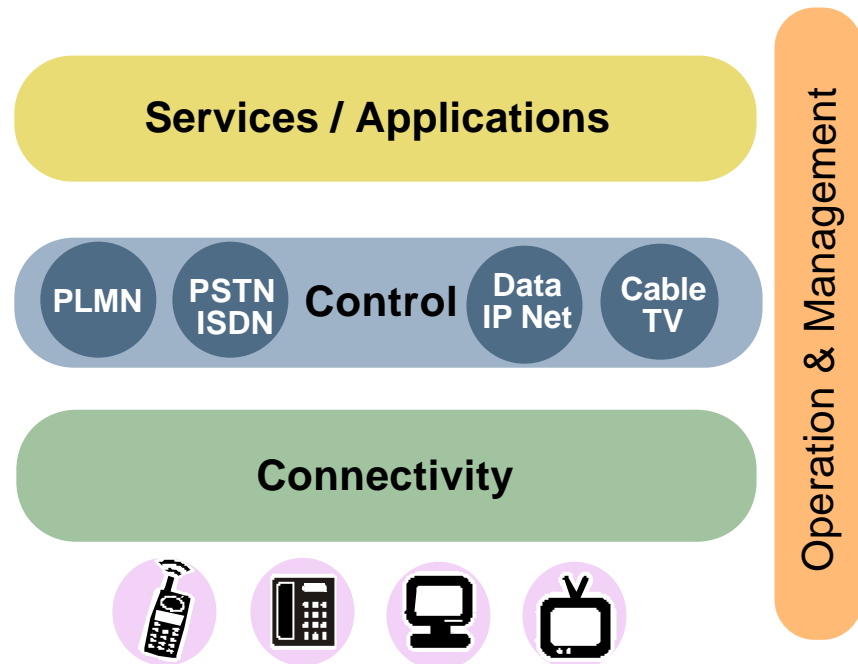 Services / Applications
PLMN
PSTN
ISDN
Control
Data
IP Net
Cable
TV
Connectivity
Operation & Management